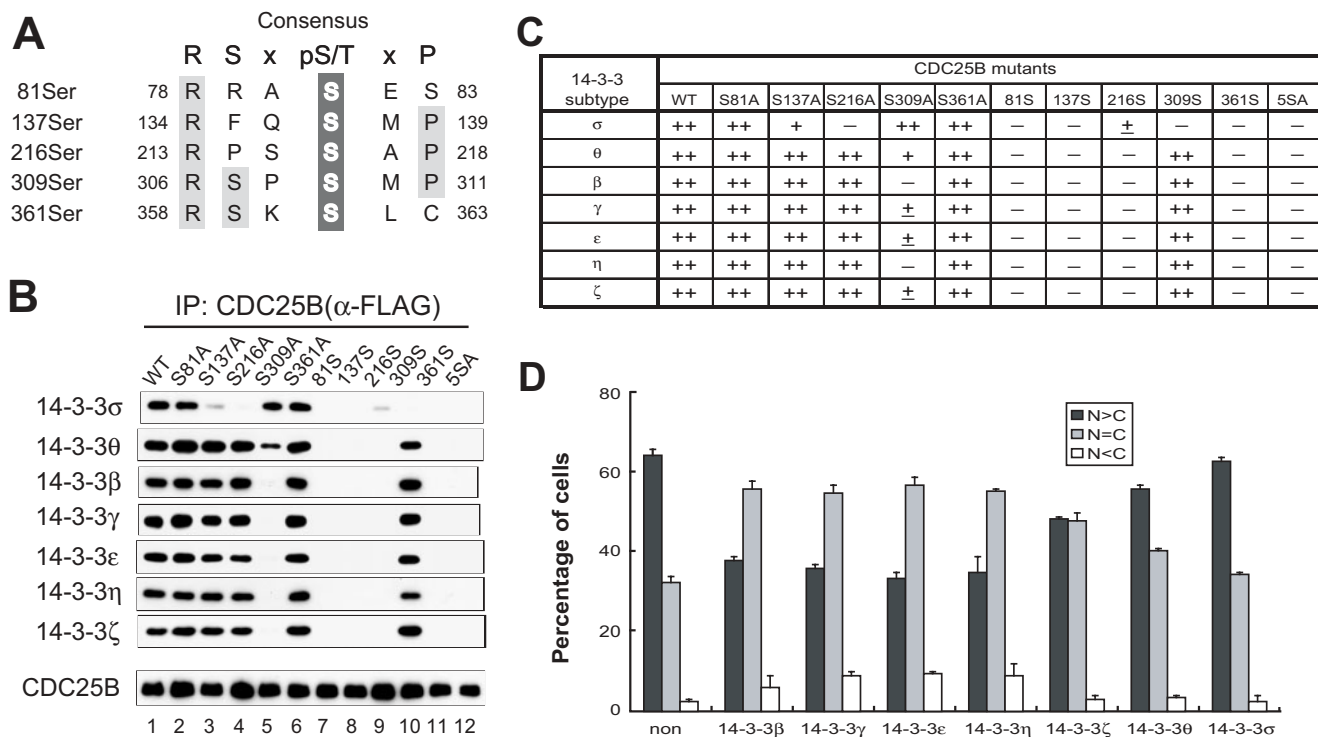 A
Consensus
R S x pS/T x P
81Ser 78 R R A S E S 83
137Ser 134 R F Q S M P 139
216Ser 213 R P S S A P 218
309Ser 306 R S P S M P 311
361Ser 358 R S K S L C 363
B
IP: CDC25B(α-FLAG)
WT S81A S137A S216A S309A S361A 81S 137S 216S 309S 361S 5SA
14-3-3σ
14-3-3θ
14-3-3β
14-3-3γ
14-3-3ε
14-3-3η
14-3-3ζ
CDC25B
1 2 3 4 5 6 7 8 9 10 11 12
C
14-3-3 subtype CDC25B mutants
WT S81A S137A S216A S309A S361A 81S 137S 216S 309S 361S 5SA
σ ++ ++ + − ++ ++ − − ± − − −
θ ++ ++ ++ ++ + ++ − − − ++ − −
β ++ ++ ++ ++ − ++ − − − ++ − −
γ ++ ++ ++ ++ ± ++ − − − ++ − −
ε ++ ++ ++ ++ ± ++ − − − ++ − −
η ++ ++ ++ ++ − ++ − − − ++ − −
ζ ++ ++ ++ ++ ± ++ − − − ++ − −
D
Percentage of cells
80
60
40
20
0
N>C
N=C
N<C
non 14-3-3β 14-3-3γ 14-3-3ε 14-3-3η 14-3-3ζ 14-3-3θ 14-3-3σ